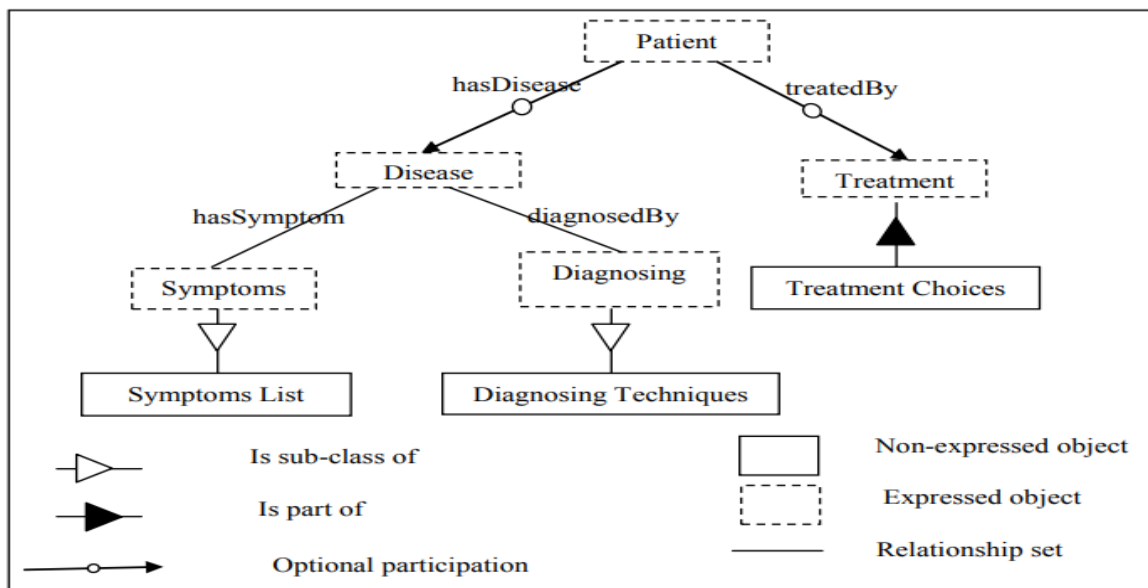 Patient
hasDisease
treatedBy
Disease
Treatment
hasSymptom
diagnosedBy
Symptoms
Diagnosing
Treatment Choices
Symptoms List
Diagnosing Techniques
Is sub-class of
Non-expressed object
Is part of
Expressed object
Optional participation
Relationship set